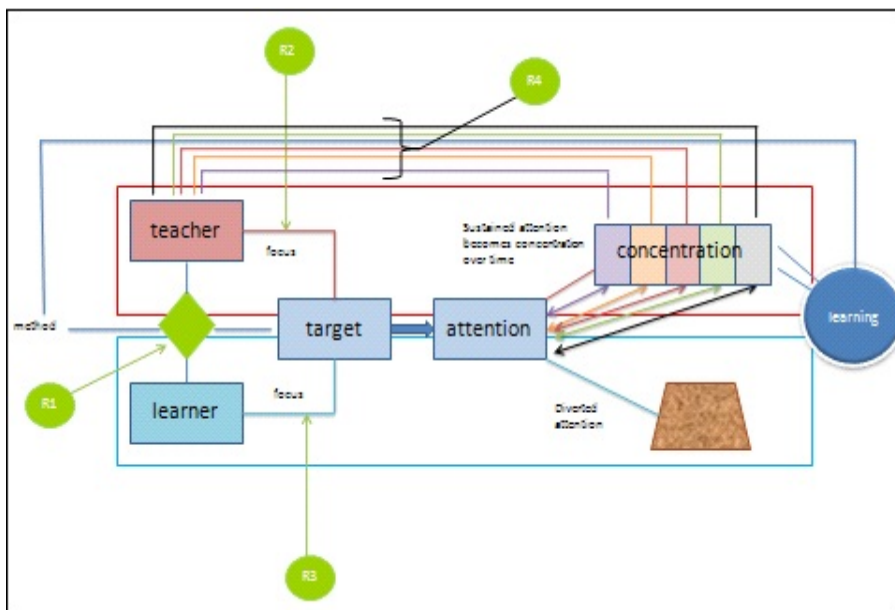 R2
R4
teacher
focus
Sustained attention
becomes concentration
over time
concentration
method
target
attention
learning
R1
learner
focus
Diverted
attention
R3